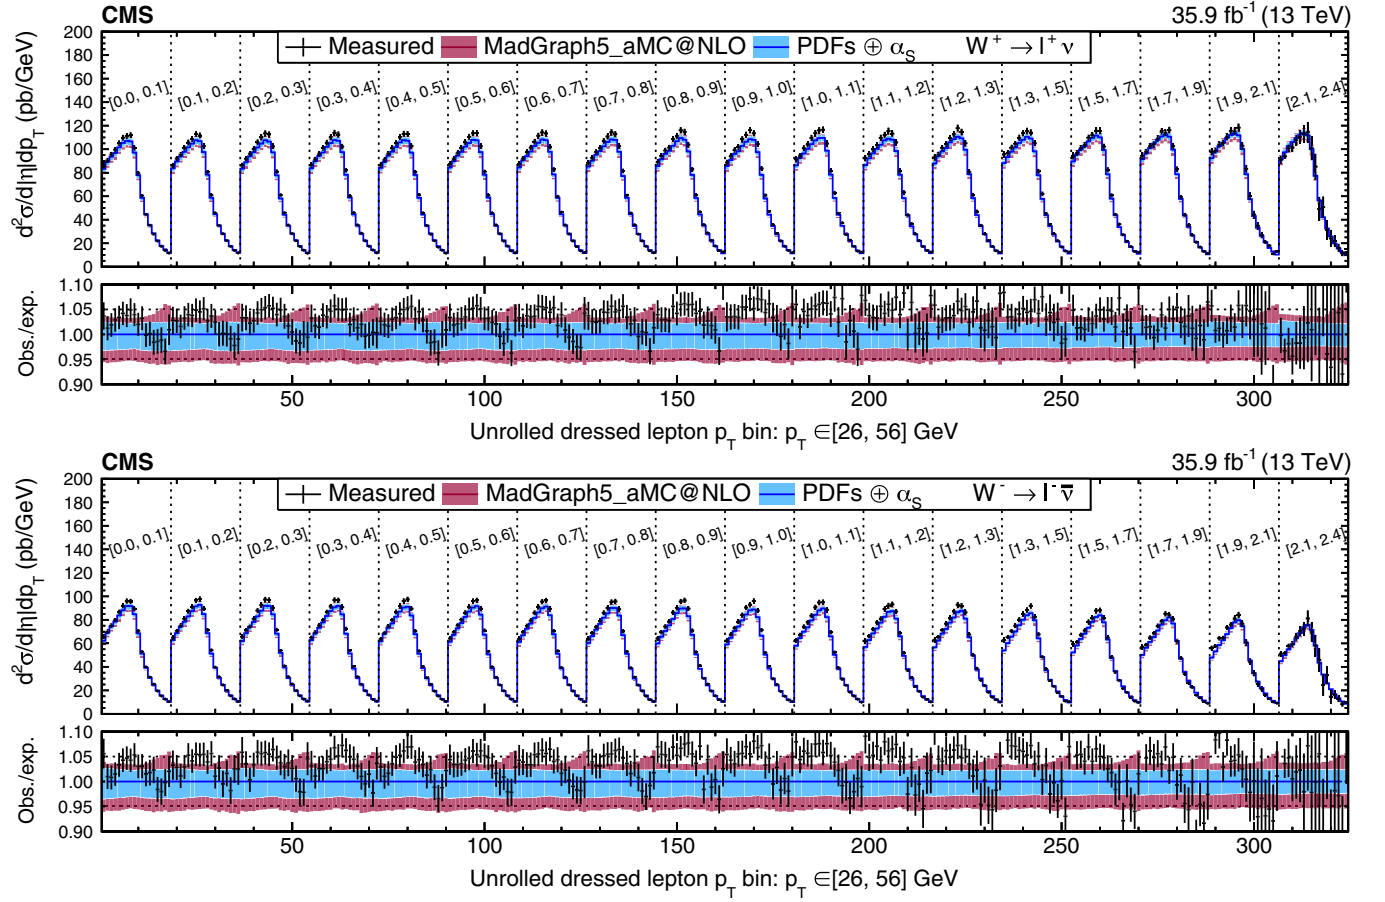 CMS 35.9 fb⁻¹ (13 TeV)
Measured MadGraph5_aMC@NLO PDFs ⊕ α_S W⁺ → l⁺ ν
d²σ/d|η|dp_T (pb/GeV)
200
180
160
140
120
100
80
60
40
20
0
[0.0, 0.1] [0.1, 0.2] [0.2, 0.3] [0.3, 0.4] [0.4, 0.5] [0.5, 0.6] [0.6, 0.7] [0.7, 0.8] [0.8, 0.9] [0.9, 1.0] [1.0, 1.1] [1.1, 1.2] [1.2, 1.3] [1.3, 1.5] [1.5, 1.7] [1.7, 1.9] [1.9, 2.1] [2.1, 2.4]
Obs./exp.
1.10
1.05
1.00
0.95
0.90
50 100 150 200 250 300
Unrolled dressed lepton p_T bin: p_T ∈[26, 56] GeV
CMS 35.9 fb⁻¹ (13 TeV)
Measured MadGraph5_aMC@NLO PDFs ⊕ α_S W⁻ → l⁻ ν̅
d²σ/d|η|dp_T (pb/GeV)
200
180
160
140
120
100
80
60
40
20
0
[0.0, 0.1] [0.1, 0.2] [0.2, 0.3] [0.3, 0.4] [0.4, 0.5] [0.5, 0.6] [0.6, 0.7] [0.7, 0.8] [0.8, 0.9] [0.9, 1.0] [1.0, 1.1] [1.1, 1.2] [1.2, 1.3] [1.3, 1.5] [1.5, 1.7] [1.7, 1.9] [1.9, 2.1] [2.1, 2.4]
Obs./exp.
1.10
1.05
1.00
0.95
0.90
50 100 150 200 250 300
Unrolled dressed lepton p_T bin: p_T ∈[26, 56] GeV